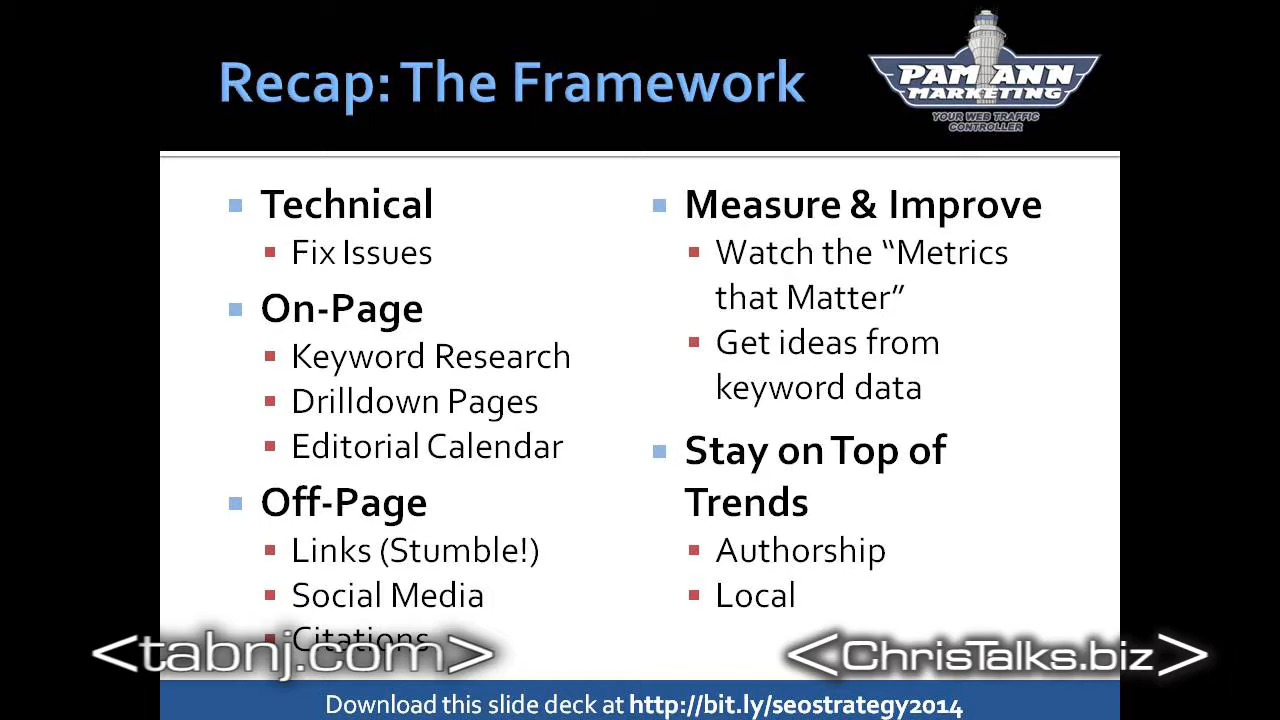 Recap: The Framework
PAM ANN
MARKETING
YOUR WEB TRAFFIC
CONTROLLER
Technical
Fix Issues
On-Page
Keyword Research
Drilldown Pages
Editorial Calendar
Off-Page
Links (Stumble!)
Social Media
Citations
Measure & Improve
Watch the “Metrics
that Matter”
Get ideas from
keyword data
Stay on Top of
Trends
Authorship
Local
<tabnj.com>
<ChrisTalks.biz>
Download this slide deck at http://bit.ly/seostrategy2014